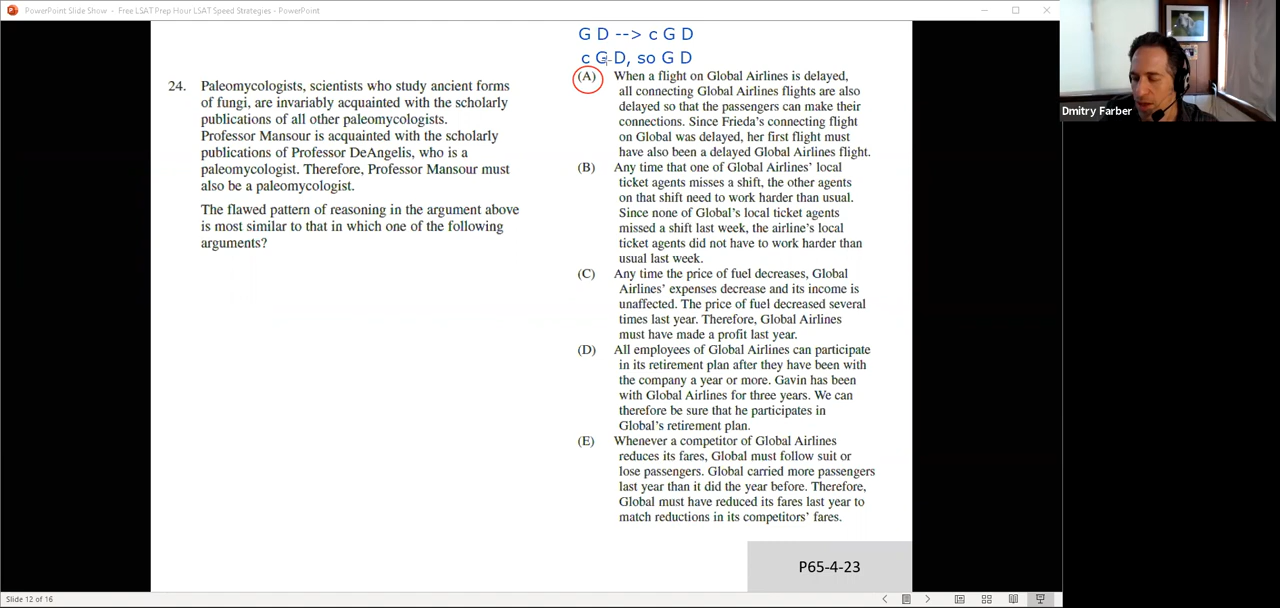 PowerPoint Slide Show - Free LSAT Prep Hour LSAT Speed Strategies - PowerPoint
G D --> c G D
c G D, so G D
24. Paleomycologists, scientists who study ancient forms
of fungi, are invariably acquainted with the scholarly
publications of all other paleomycologists.
Professor Mansour is acquainted with the scholarly
publications of Professor DeAngelis, who is a
paleomycologist. Therefore, Professor Mansour must
also be a paleomycologist.
The flawed pattern of reasoning in the argument above
is most similar to that in which one of the following
arguments?
(A) When a flight on Global Airlines is delayed,
all connecting Global Airlines flights are also
delayed so that the passengers can make their
connections. Since Frieda's connecting flight
on Global was delayed, her first flight must
have also been a delayed Global Airlines flight.
(B) Any time that one of Global Airlines' local
ticket agents misses a shift, the other agents
on that shift need to work harder than usual.
Since none of Global's local ticket agents
missed a shift last week, the airline's local
ticket agents did not have to work harder than
usual last week.
(C) Any time the price of fuel decreases, Global
Airlines' expenses decrease and its income is
unaffected. The price of fuel decreased several
times last year. Therefore, Global Airlines
must have made a profit last year.
(D) All employees of Global Airlines can participate
in its retirement plan after they have been with
the company a year or more. Gavin has been
with Global Airlines for three years. We can
therefore be sure that he participates in
Global's retirement plan.
(E) Whenever a competitor of Global Airlines
reduces its fares, Global must follow suit or
lose passengers. Global carried more passengers
last year than it did the year before. Therefore,
Global must have reduced its fares last year to
match reductions in its competitors' fares.
P65-4-23
Slide 12 of 16
Dmitry Farber